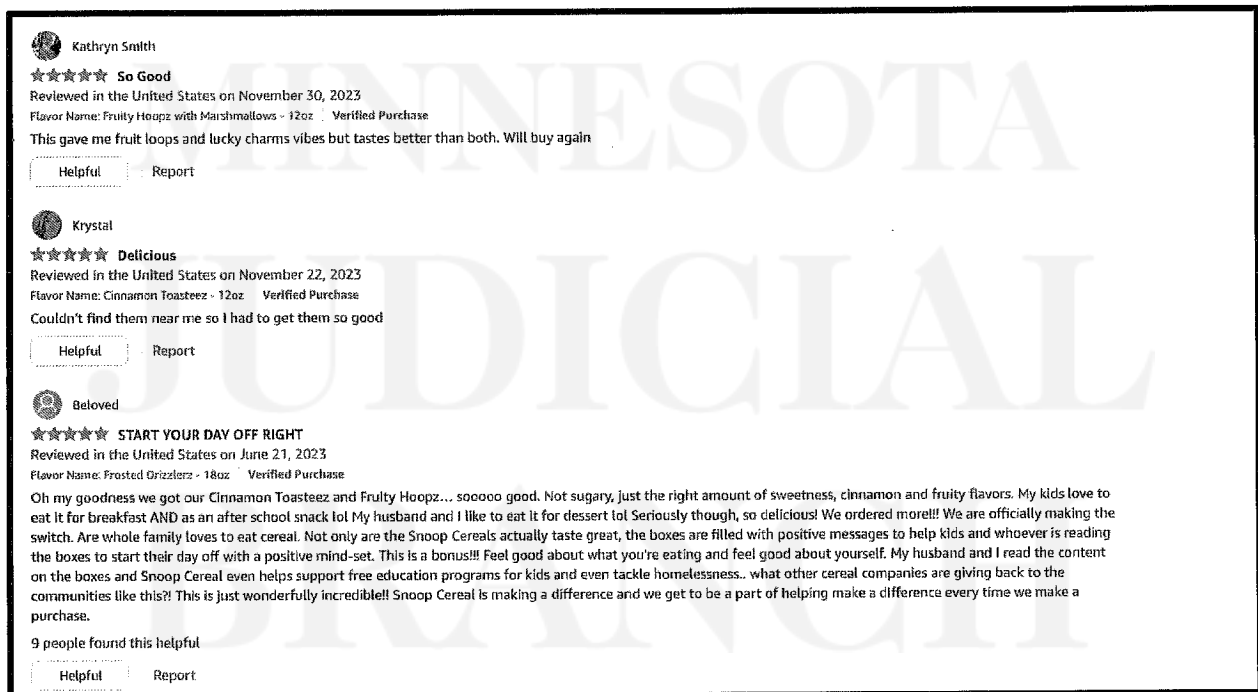 Kathryn Smith
So Good
Reviewed in the United States on November 30, 2023
Flavor Name: Fruity Hoopz with Marshmallows - 12oz Verified Purchase
This gave me fruit loops and lucky charms vibes but tastes better than both. Will buy again
Helpful Report
Krystal
Delicious
Reviewed in the United States on November 22, 2023
Flavor Name: Cinnamon Toasteez - 12oz Verified Purchase
Couldn't find them near me so I had to get them so good
Helpful Report
Beloved
START YOUR DAY OFF RIGHT
Reviewed in the United States on June 21, 2023
Flavor Name: Frosted Drizzlerz - 18oz Verified Purchase
Oh my goodness we got our Cinnamon Toasteez and Fruity Hoopz... sooooo good. Not sugary, just the right amount of sweetness, cinnamon and fruity flavors. My kids love to
eat it for breakfast AND as an after school snack lol My husband and I like to eat it for dessert lol Seriously though, so delicious! We ordered more!!! We are officially making the
switch. Are whole family loves to eat cereal. Not only are the Snoop Cereals actually taste great, the boxes are filled with positive messages to help kids and whoever is reading
the boxes to start their day off with a positive mind-set. This is a bonus!!! Feel good about what you're eating and feel good about yourself. My husband and I read the content
on the boxes and Snoop Cereal even helps support free education programs for kids and even tackle homelessness.. what other cereal companies are giving back to the
communities like this?! This is just wonderfully incredible!! Snoop Cereal is making a difference and we get to be a part of helping make a difference every time we make a
purchase.
9 people found this helpful
Helpful Report
MINNESOTA
JUDICIAL
BRANCH